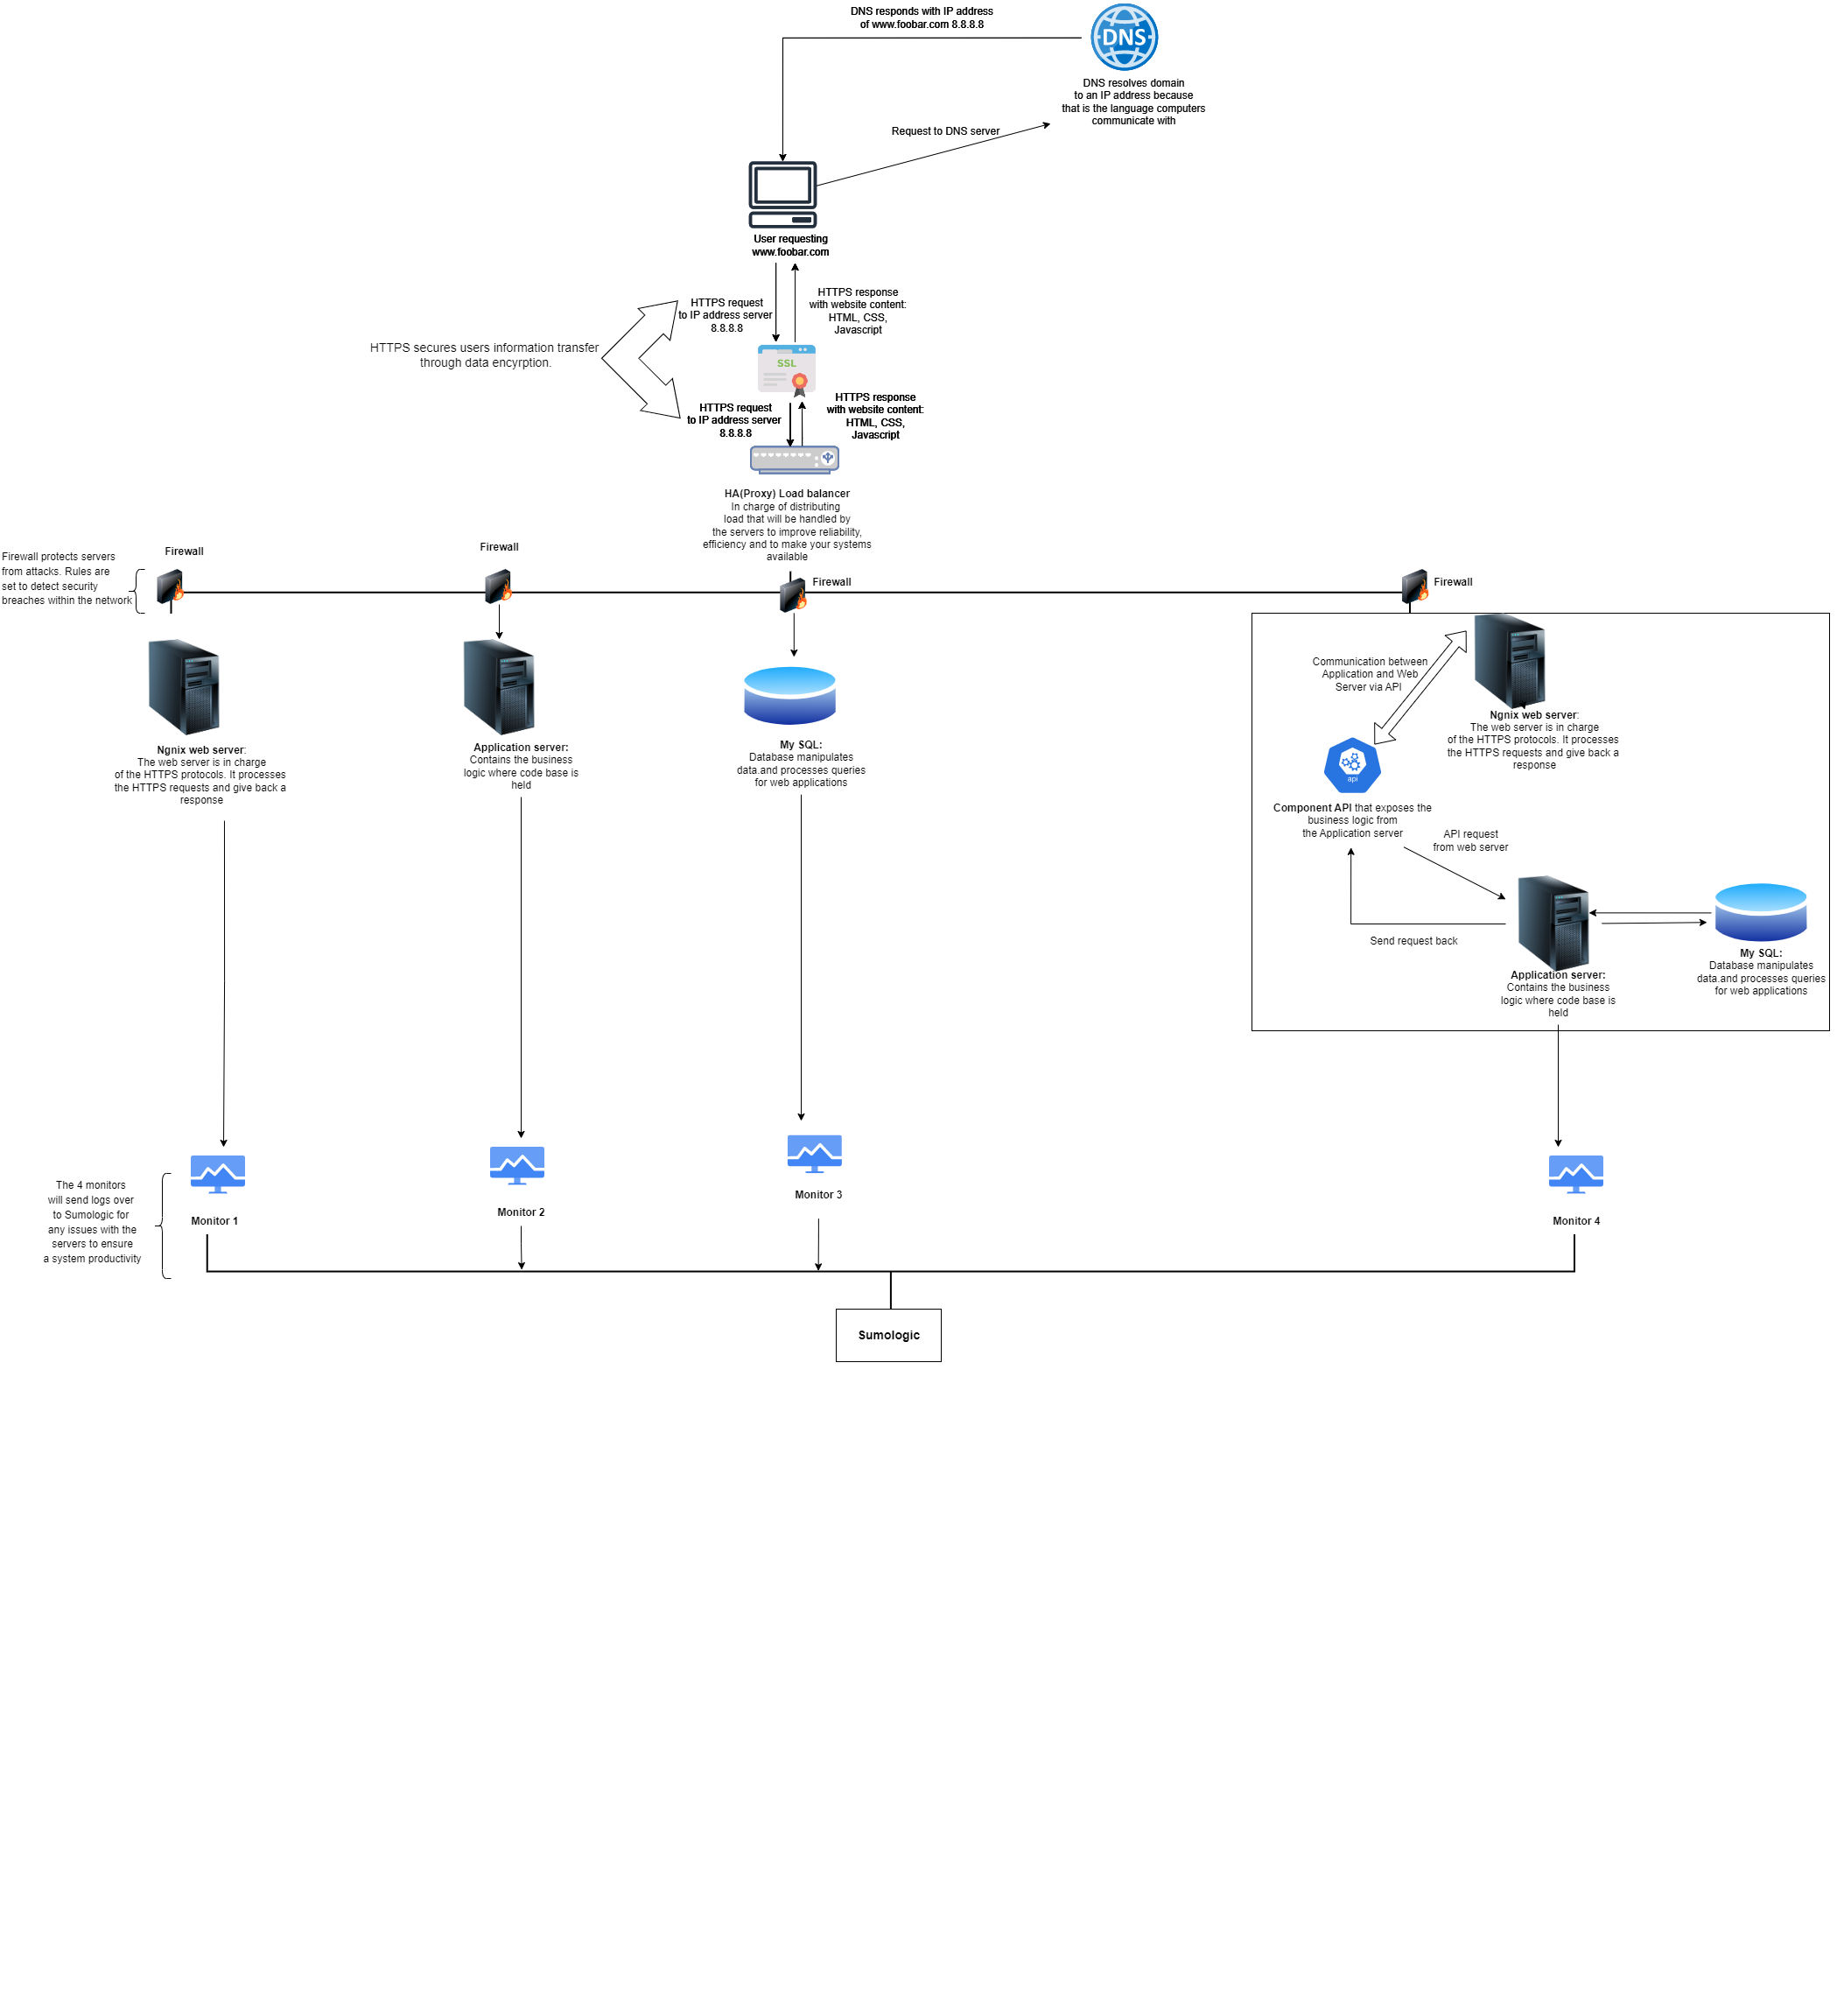 DNS responds with IP address
of www.foobar.com 8.8.8.8
DNS
DNS resolves domain
to an IP address because
that is the language computers
communicate with
Request to DNS server
User requesting
www.foobar.com
HTTPS request
to IP address server
8.8.8.8
HTTPS response
with website content:
HTML, CSS,
Javascript
HTTPS secures users information transfer
through data encyrption.
SSL
HTTPS request
to IP address server
8.8.8.8
HTTPS response
with website content:
HTML, CSS,
Javascript
HA(Proxy) Load balancer
In charge of distributing
load that will be handled by
the servers to improve reliability,
efficiency and to make your systems
available
Firewall protects servers
from attacks. Rules are
set to detect security
breaches within the network
Firewall
Firewall
Firewall
Firewall
Ngnix web server:
The web server is in charge
of the HTTPS protocols. It processes
the HTTPS requests and give back a
response
Application server:
Contains the business
logic where code base is
held
My SQL:
Database manipulates
data.and processes queries
for web applications
Communication between
Application and Web
Server via API
Ngnix web server:
The web server is in charge
of the HTTPS protocols. It processes
the HTTPS requests and give back a
response
api
Component API that exposes the
business logic from
the Application server
API request
from web server
Send request back
Application server:
Contains the business
logic where code base is
held
My SQL:
Database manipulates
data.and processes queries
for web applications
The 4 monitors
will send logs over
to Sumologic for
any issues with the
servers to ensure
a system productivity
Monitor 1
Monitor 2
Monitor 3
Monitor 4
Sumologic